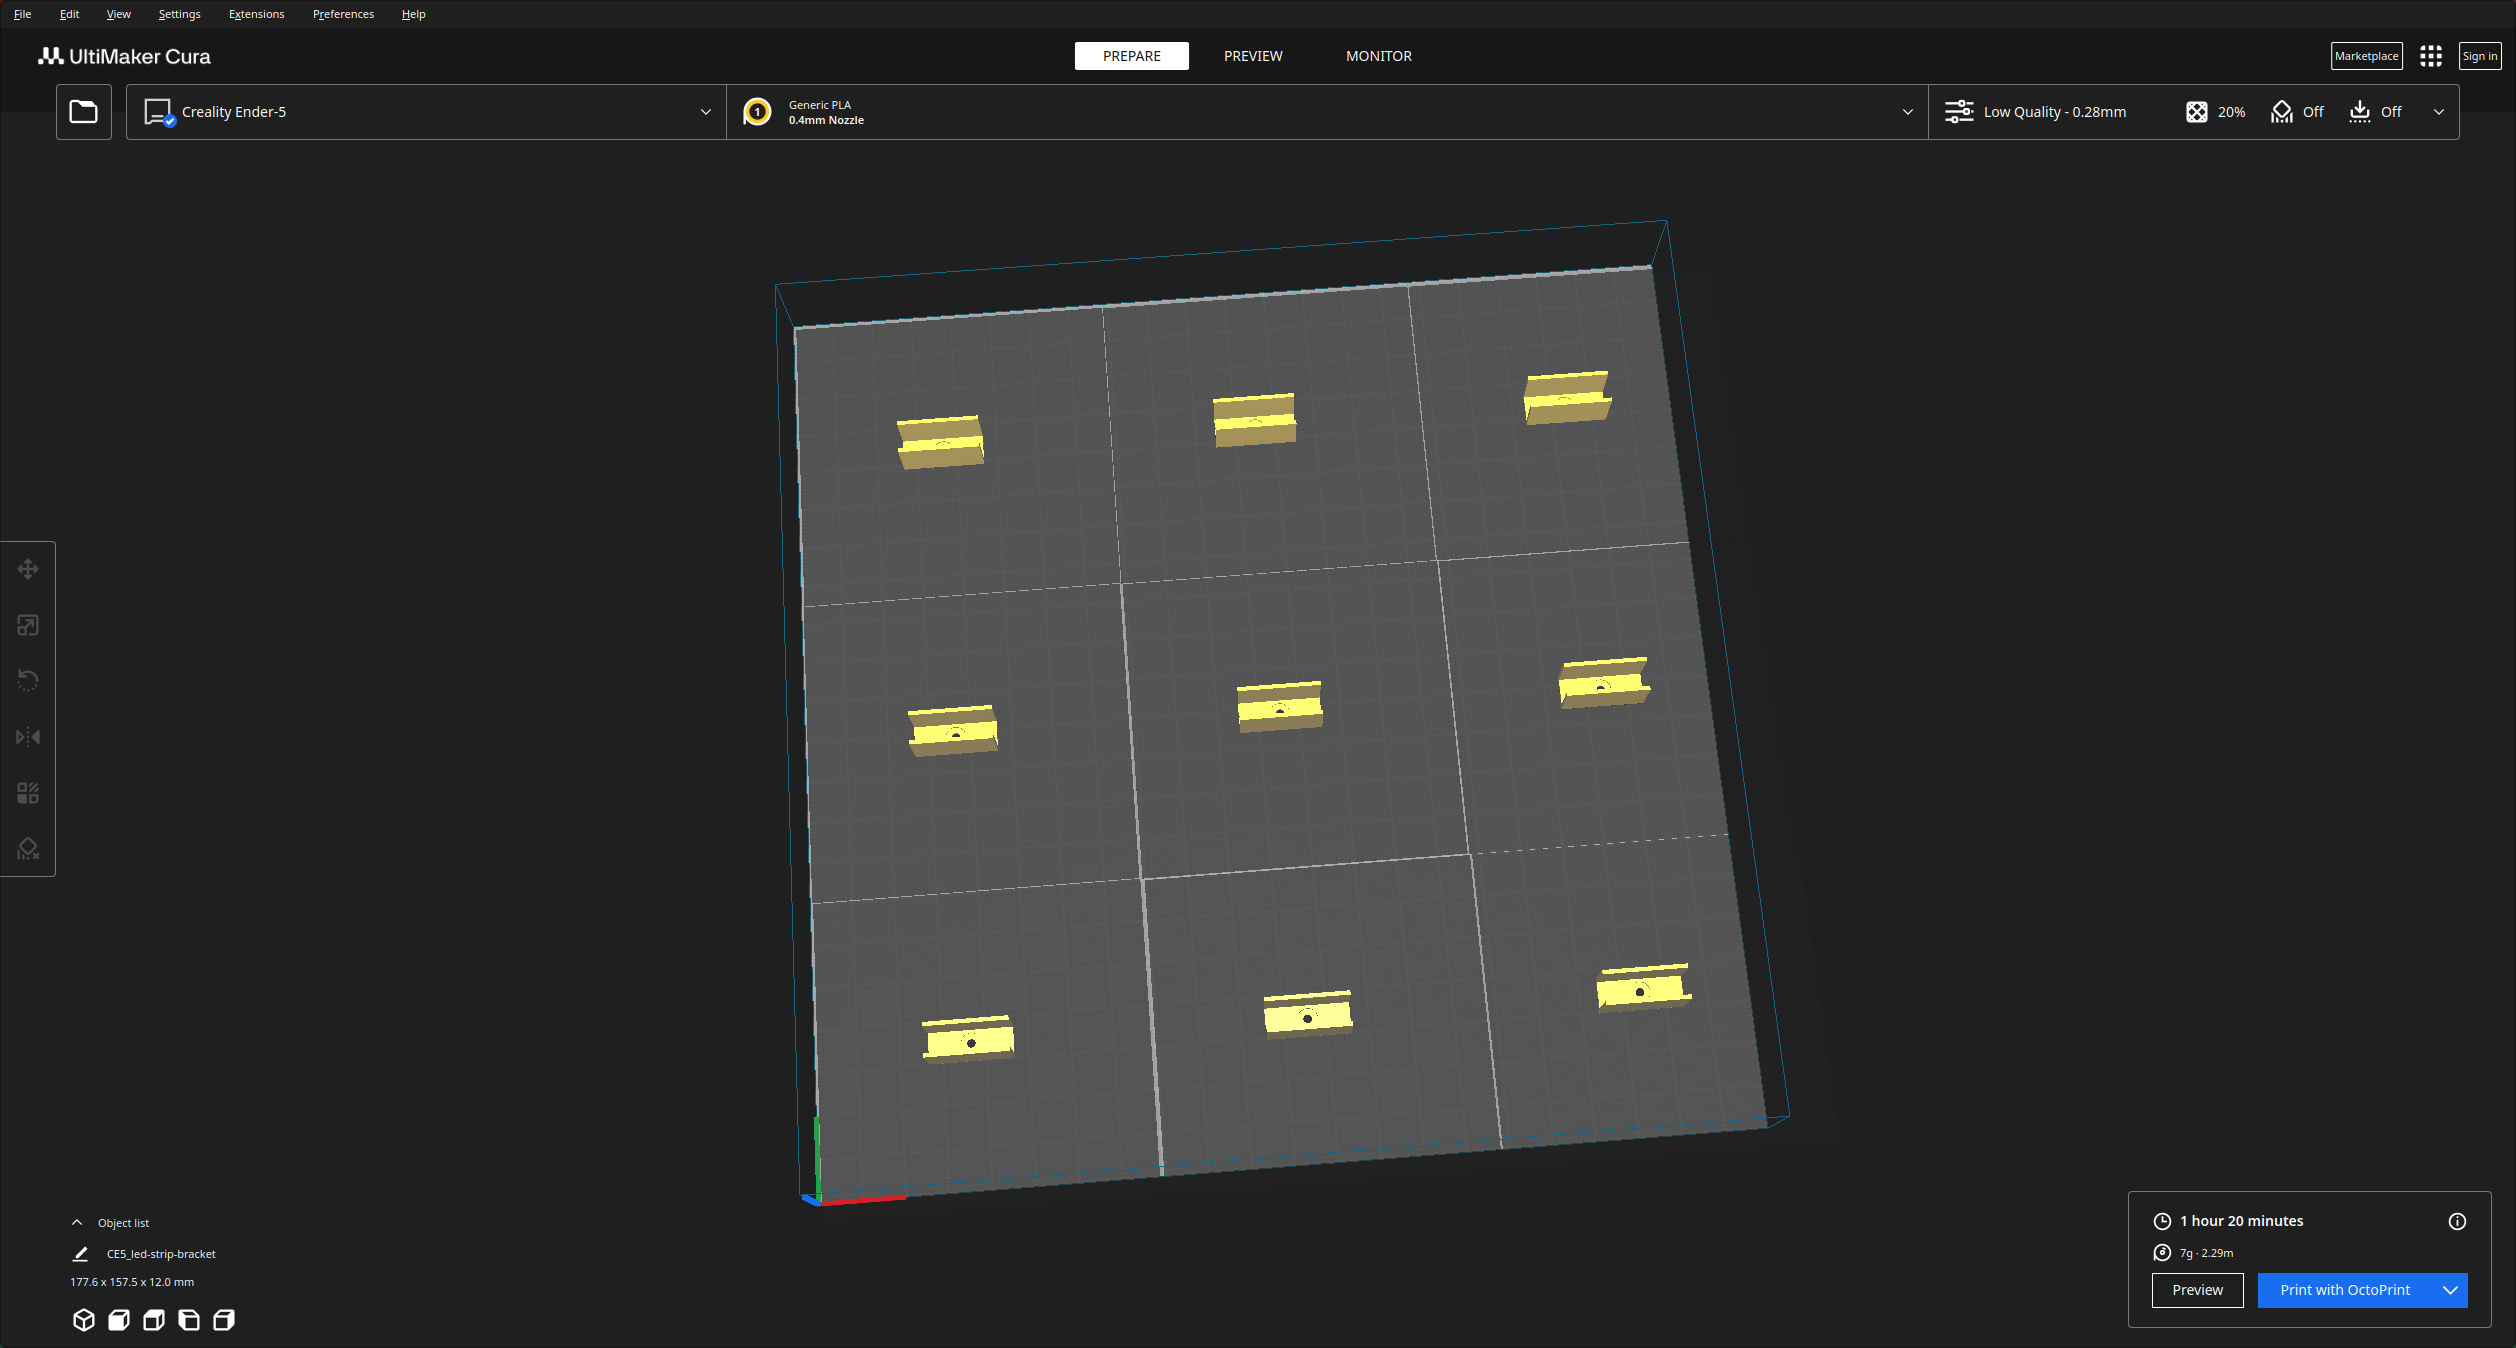 File Edit View Settings Extensions Preferences Help
UltiMaker Cura
PREPARE PREVIEW MONITOR
Marketplace
Sign in
Creality Ender-5
1
Generic PLA
0.4mm Nozzle
Low Quality - 0.28mm
20%
Off
Off
Object list
CE5_led-strip-bracket
177.6 x 157.5 x 12.0 mm
1 hour 20 minutes
7g · 2.29m
Preview
Print with OctoPrint